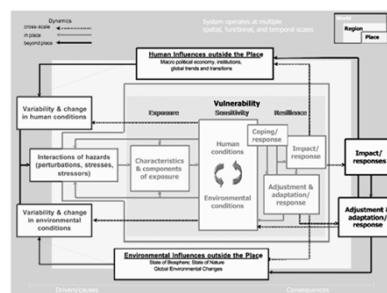 Dynamics
cross-scale
in place
beyond place
System operates at multiple
spatial, functional, and temporal scales
World
Region
Place
Human Influences outside the Place
Macro political economy, institutions,
global trends and transitions
Variability & change
in human conditions
Vulnerability
Exposure
Sensitivity
Resilience
Coping/
response
Impact/
response
Interactions of hazards
(perturbations, stresses,
stressors)
Characteristics
& components
of exposure
Human
conditions
Environmental
conditions
Adjustment &
adaptation/
response
Impact/
responses
Adjustment &
adaptation/
response
Variability & change
in environmental
conditions
Environmental Influences outside the Place
State of Biosphere; State of Nature
Global Environmental Changes
Drivers/causes
Consequences